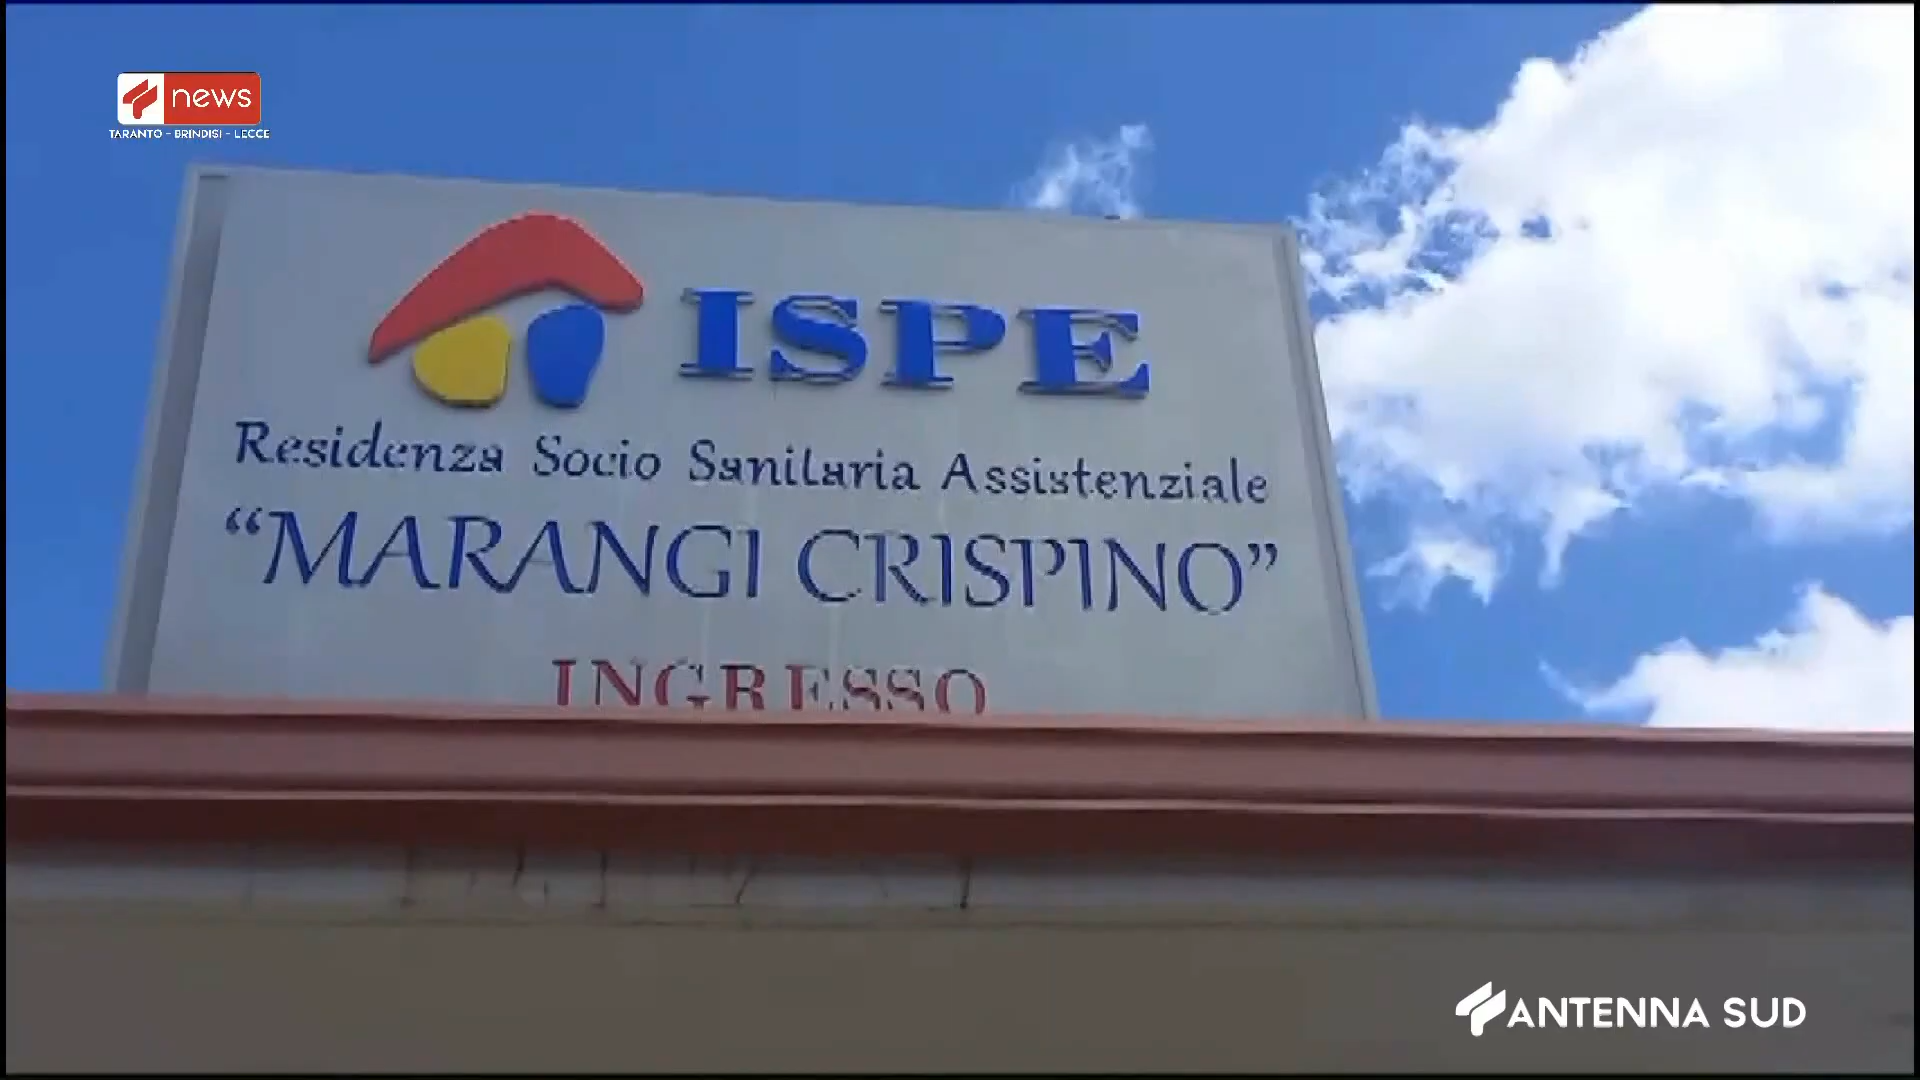 news
TARANTO - BRINDISI - LECCE
ISPE
Residenza Socio Sanitaria Assistenziale
“MARANGI CRISPINO”
INGRESSO
ANTENNA SUD